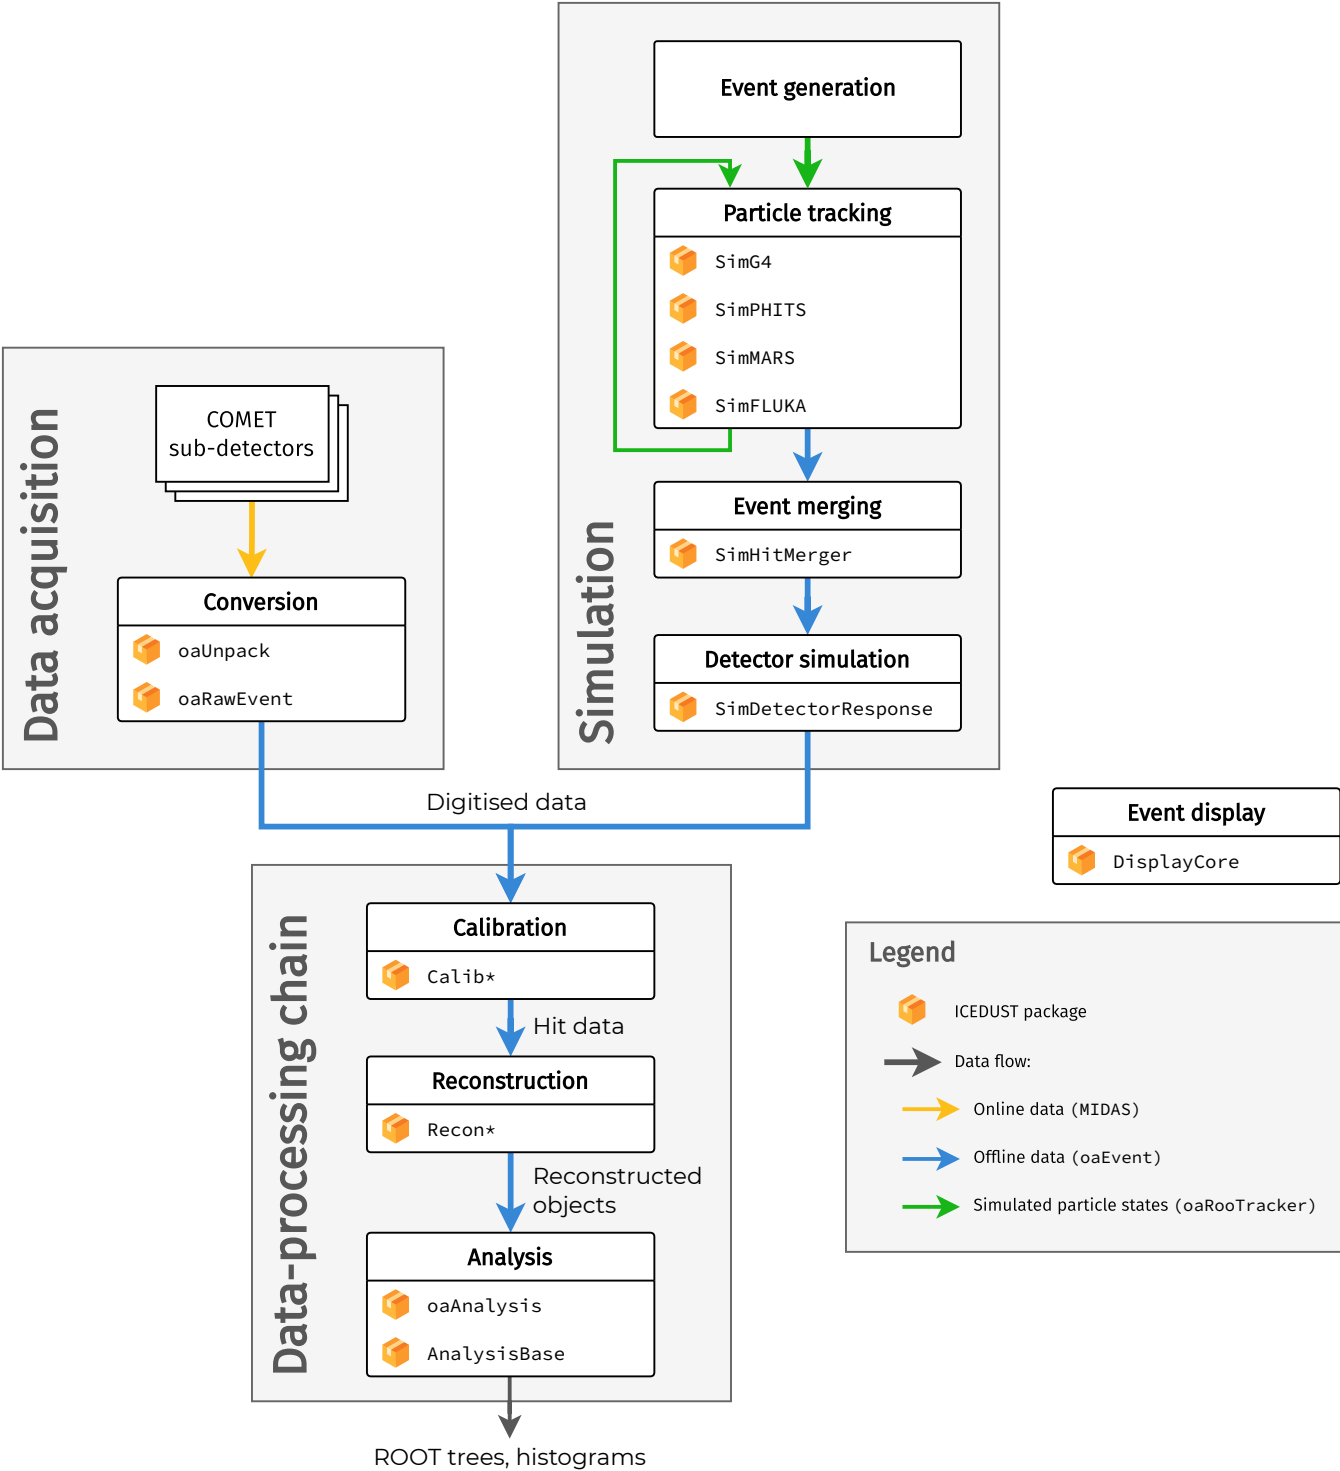 Event generation
Particle tracking
SimG4
SimPHITS
SimMARS
SimFLUKA
Event merging
SimHitMerger
Detector simulation
SimDetectorResponse
Simulation
Data acquisition
COMET
sub-detectors
Conversion
oaUnpack
oaRawEvent
Digitised data
Data-processing chain
Calibration
Calib*
Hit data
Reconstruction
Recon*
Reconstructed
objects
Analysis
oaAnalysis
AnalysisBase
ROOT trees, histograms
Event display
DisplayCore
Legend
ICEDUST package
Data flow:
Online data (MIDAS)
Offline data (oaEvent)
Simulated particle states (oaRooTracker)